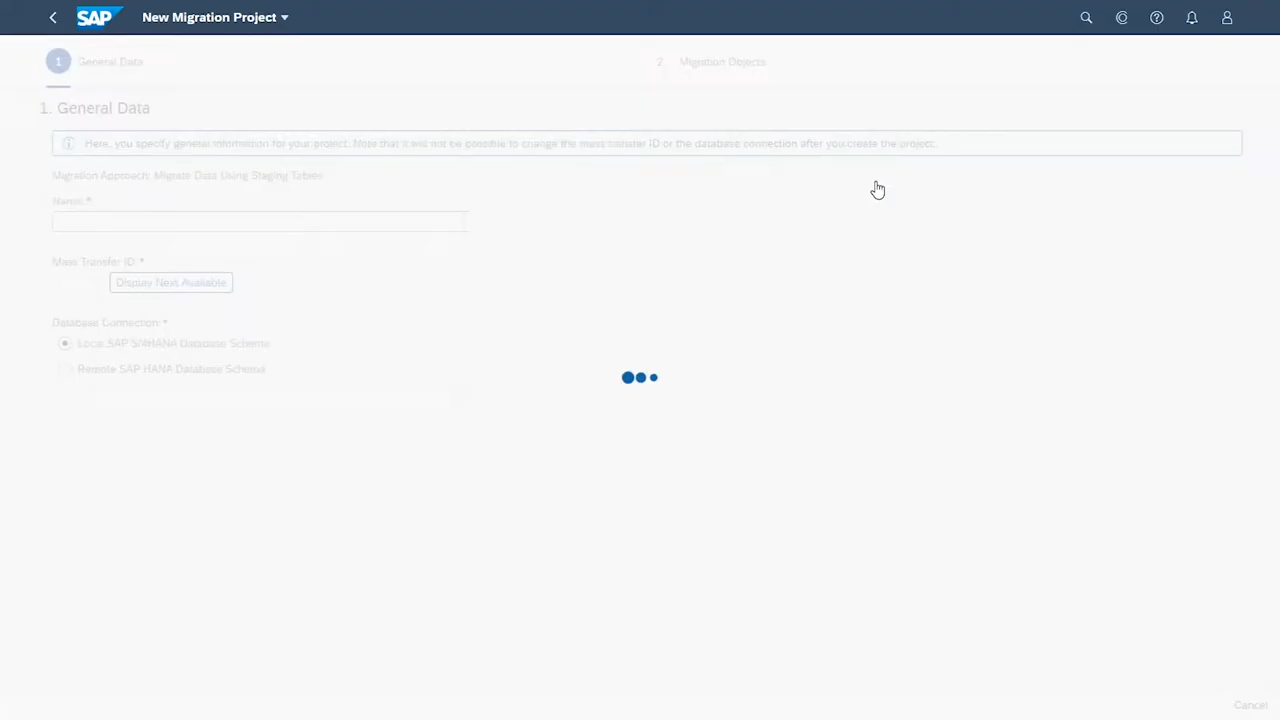 SAP New Migration Project
1 General Data 2 Migration Objects
1. General Data
Here, you specify general information for your project. Note that it will not be possible to change the mass transfer ID or the database connection after you create the project.
Migration Approach: Migrate Data Using Staging Tables
Name: *
Mass Transfer ID: *
Display Next Available
Database Connection: *
Local SAP S/4HANA Database Schema
Remote SAP HANA Database Schema
Cancel